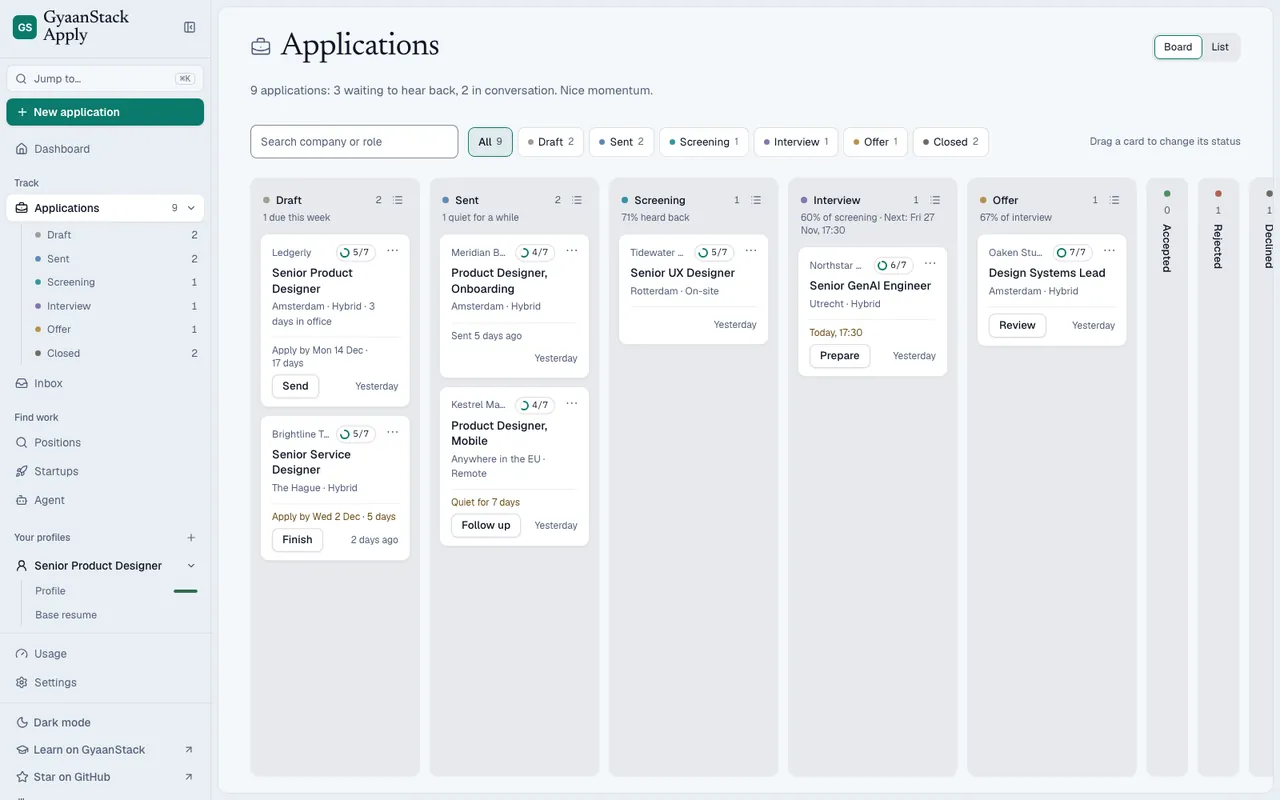 GS
GyaanStack
Apply
Jump to...
⌘K
+ New application
Dashboard
Track
Applications 9
Draft 2
Sent 2
Screening 1
Interview 1
Offer 1
Closed 2
Inbox
Find work
Positions
Startups
Agent
Your profiles +
Senior Product Designer
Profile
Base resume
Usage
Settings
Dark mode
Learn on GyaanStack
Star on GitHub
Applications
Board List
9 applications: 3 waiting to hear back, 2 in conversation. Nice momentum.
Search company or role
All 9
Draft 2
Sent 2
Screening 1
Interview 1
Offer 1
Closed 2
Drag a card to change its status
Draft 2
1 due this week
Ledgerly 5/7 ...
Senior Product
Designer
Amsterdam · Hybrid · 3
days in office
Apply by Mon 14 Dec ·
17 days
Send Yesterday
Brightline T... 5/7 ...
Senior Service
Designer
The Hague · Hybrid
Apply by Wed 2 Dec · 5 days
Finish 2 days ago
Sent 2
1 quiet for a while
Meridian B... 4/7 ...
Product Designer,
Onboarding
Amsterdam · Hybrid
Sent 5 days ago
Yesterday
Kestrel Ma... 4/7 ...
Product Designer,
Mobile
Anywhere in the EU ·
Remote
Quiet for 7 days
Follow up Yesterday
Screening 1
71% heard back
Tidewater ... 5/7 ...
Senior UX Designer
Rotterdam · On-site
Yesterday
Interview 1
60% of screening · Next: Fri 27
Nov, 17:30
Northstar ... 6/7 ...
Senior GenAI Engineer
Utrecht · Hybrid
Today, 17:30
Prepare Yesterday
Offer 1
67% of interview
Oaken Stu... 7/7 ...
Design Systems Lead
Amsterdam · Hybrid
Review Yesterday
0
Accepted
1
Rejected
1
Declined